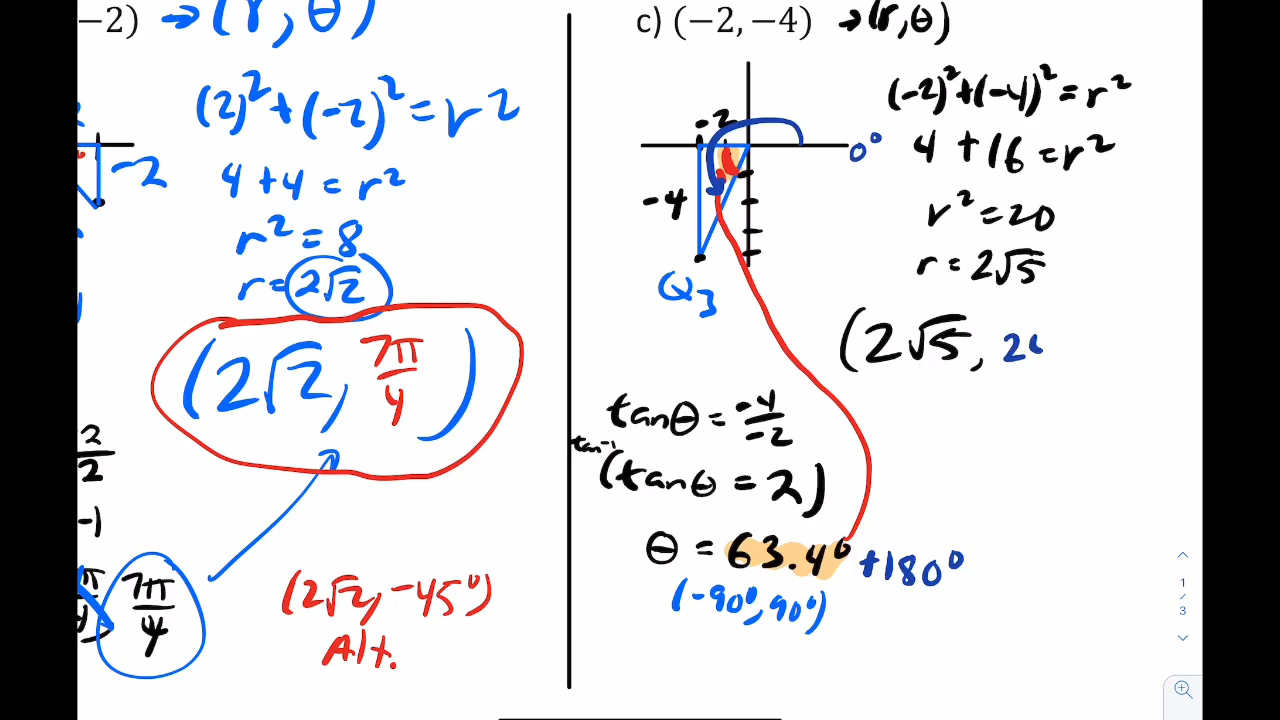 −2) → (r, θ)
(2)² + (-2)² = r²
4 + 4 = r²
r² = 8
r = 2√2
-2
(2√2, 7π/4)
2/2
-1
7π/4
(2√2, -45°)
Alt.
c) (−2, −4) → (r, θ)
-2
0°
-4
Q3
(-2)² + (-4)² = r²
4 + 16 = r²
r² = 20
r = 2√5
(2√5, 2
tanθ = -4/-2
tan⁻¹(tanθ = 2)
θ = 63.4° +180°
(-90°, 90°)
1
/
3